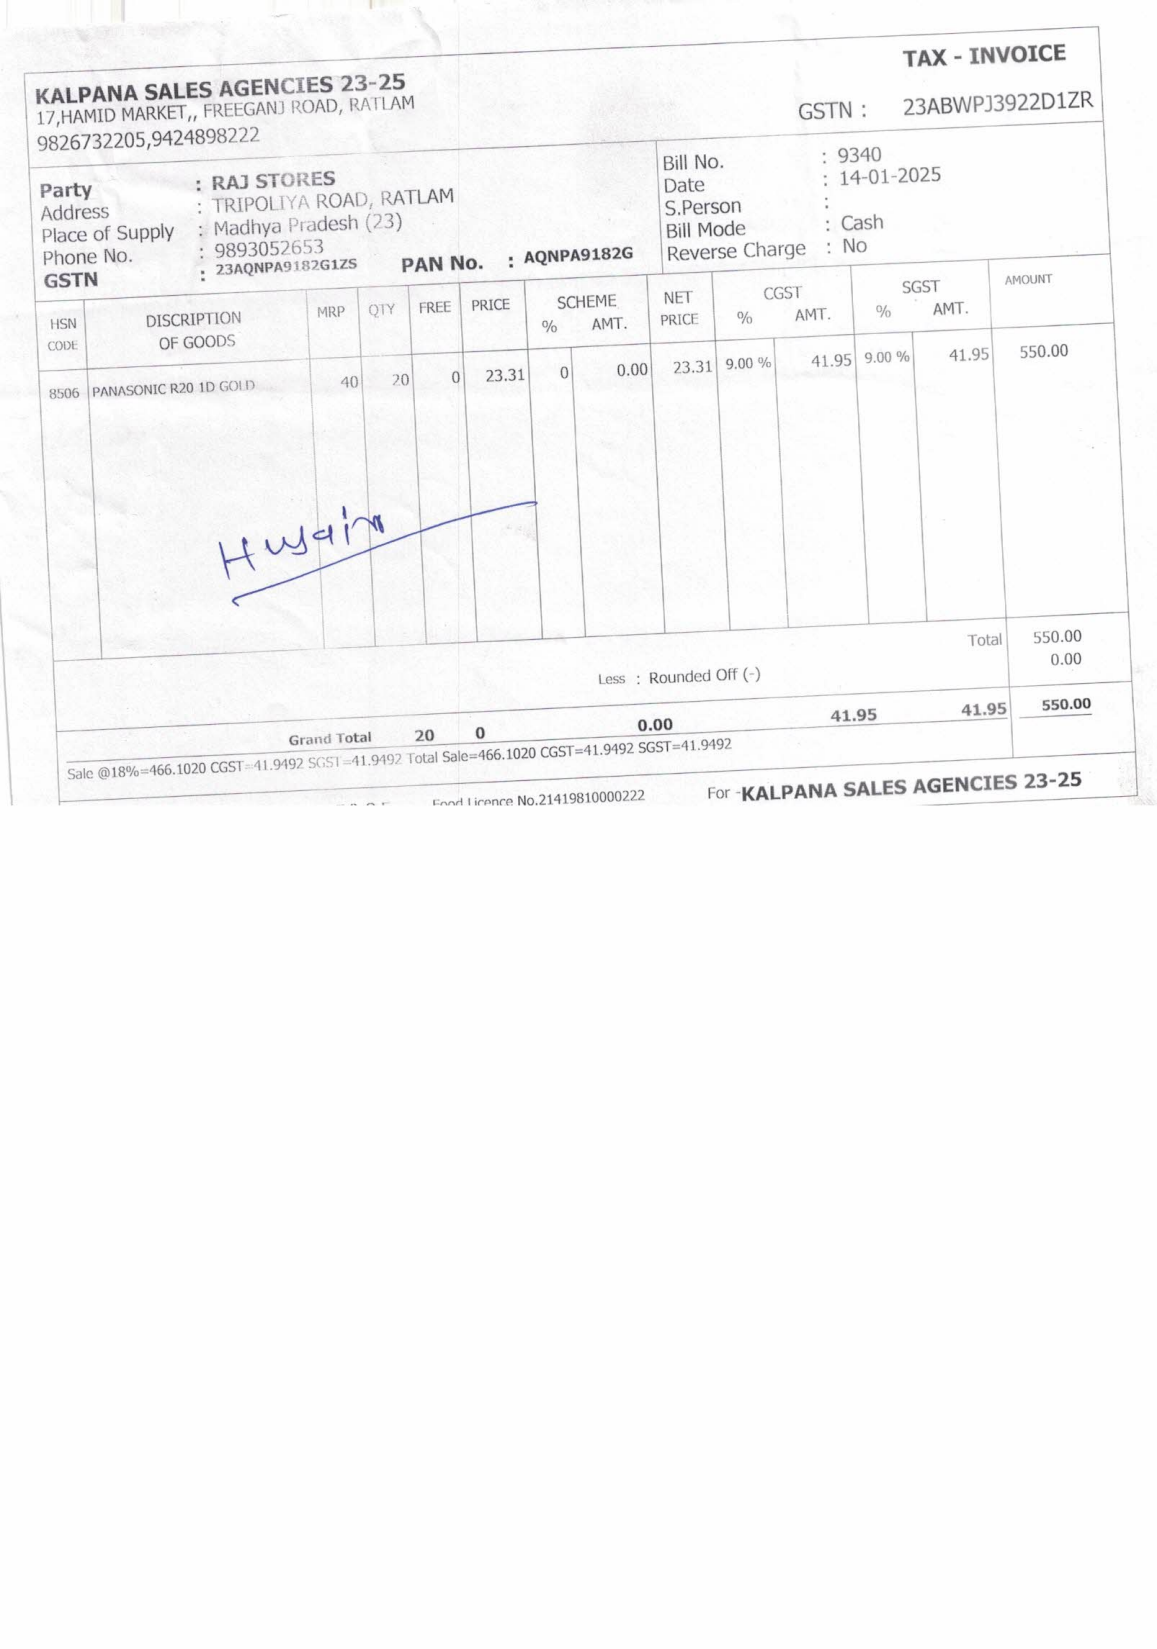 TAX - INVOICE
KALPANA SALES AGENCIES 23-25
17,HAMID MARKET,, FREEGANJ ROAD, RATLAM
9826732205,9424898222
GSTN : 23ABWPJ3922D1ZR
Party : RAJ STORES
Address : TRIPOLIYA ROAD, RATLAM
Place of Supply : Madhya Pradesh (23)
Phone No. : 9893052653
GSTN : 23AQNPA9182G1ZS PAN No. : AQNPA9182G
Bill No. : 9340
Date : 14-01-2025
S.Person :
Bill Mode : Cash
Reverse Charge : No
HSN CODE DISCRIPTION OF GOODS MRP QTY FREE PRICE SCHEME % AMT. NET PRICE CGST % AMT. SGST % AMT. AMOUNT
8506 PANASONIC R20 1D GOLD 40 20 0 23.31 0 0.00 23.31 9.00 % 41.95 9.00 % 41.95 550.00
Husain
Total 550.00
Less : Rounded Off (-) 0.00
Grand Total 20 0 0.00 41.95 41.95 550.00
Sale @18%=466.1020 CGST=41.9492 SGST=41.9492 Total Sale=466.1020 CGST=41.9492 SGST=41.9492
Food Licence No.21419810000222 For -KALPANA SALES AGENCIES 23-25